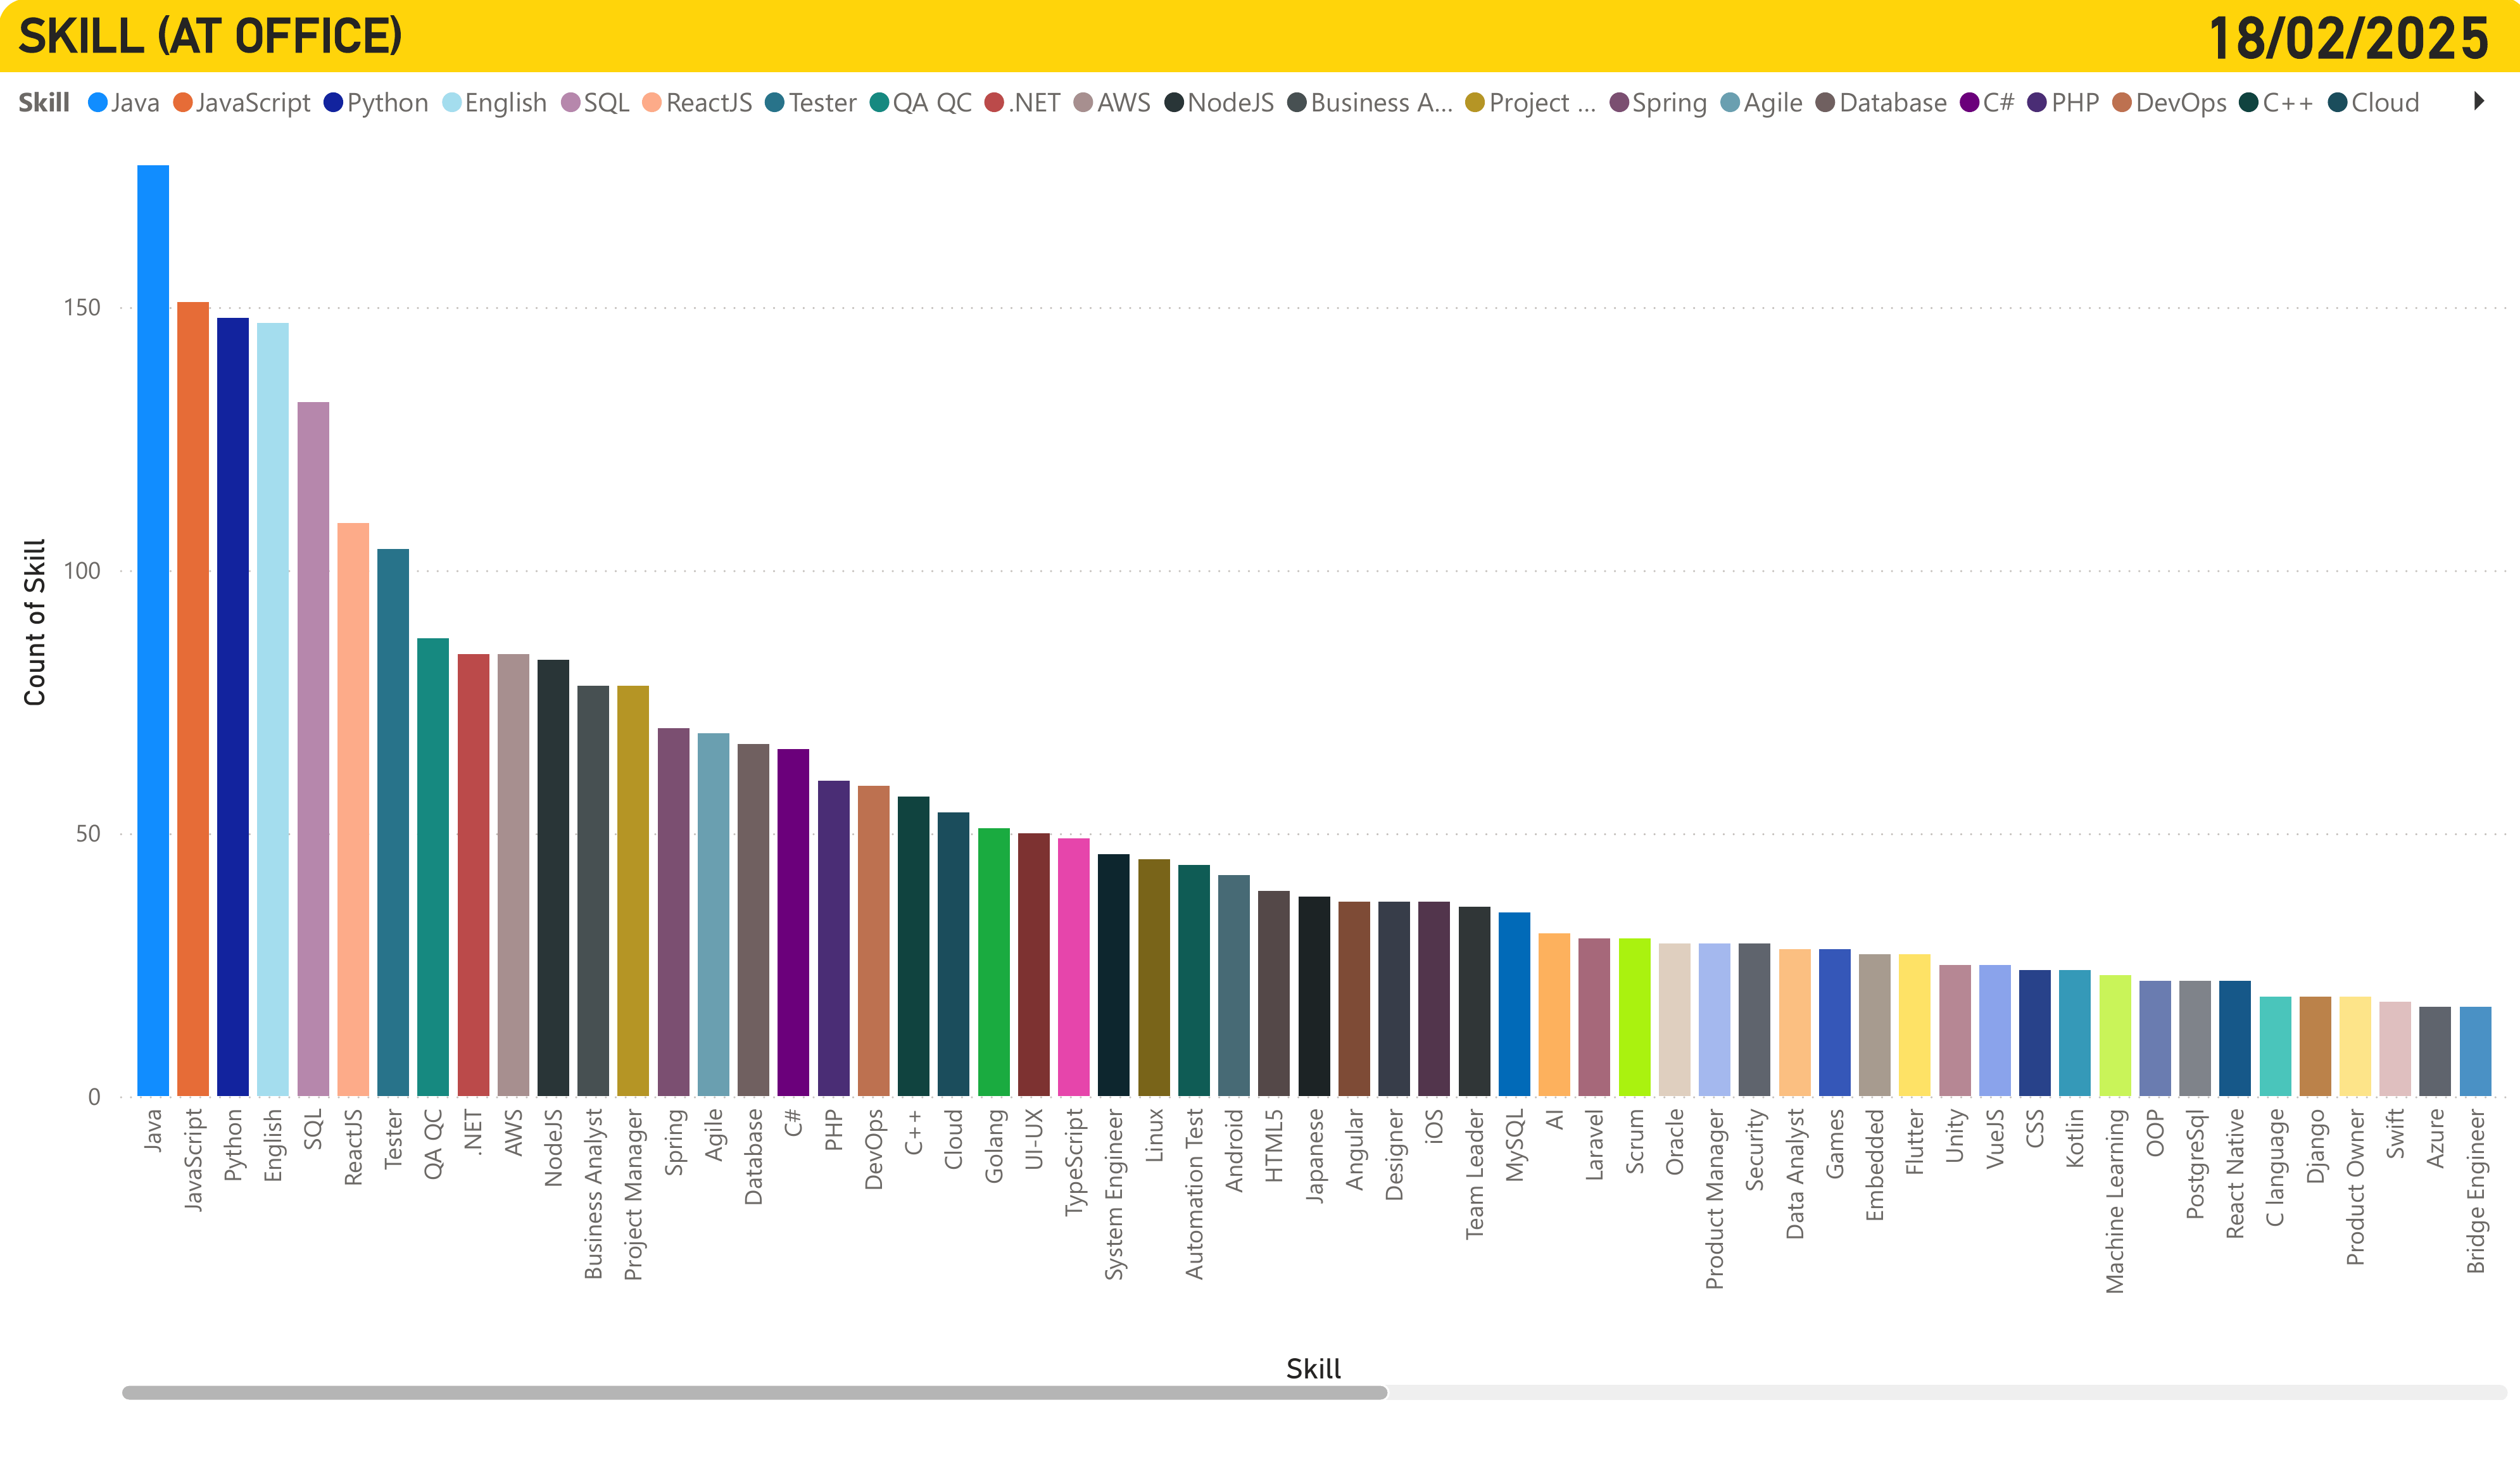 SKILL (AT OFFICE)
18/02/2025
Skill Java JavaScript Python English SQL ReactJS Tester QA QC .NET AWS NodeJS Business A... Project ... Spring Agile Database C# PHP DevOps C++ Cloud
Count of Skill
150
100
50
0
Java
JavaScript
Python
English
SQL
ReactJS
Tester
QA QC
.NET
AWS
NodeJS
Business Analyst
Project Manager
Spring
Agile
Database
C#
PHP
DevOps
C++
Cloud
Golang
UI-UX
TypeScript
System Engineer
Linux
Automation Test
Android
HTML5
Japanese
Angular
Designer
iOS
Team Leader
MySQL
AI
Laravel
Scrum
Oracle
Product Manager
Security
Data Analyst
Games
Embedded
Flutter
Unity
VueJS
CSS
Kotlin
Machine Learning
OOP
PostgreSql
React Native
C language
Django
Product Owner
Swift
Azure
Bridge Engineer
Skill